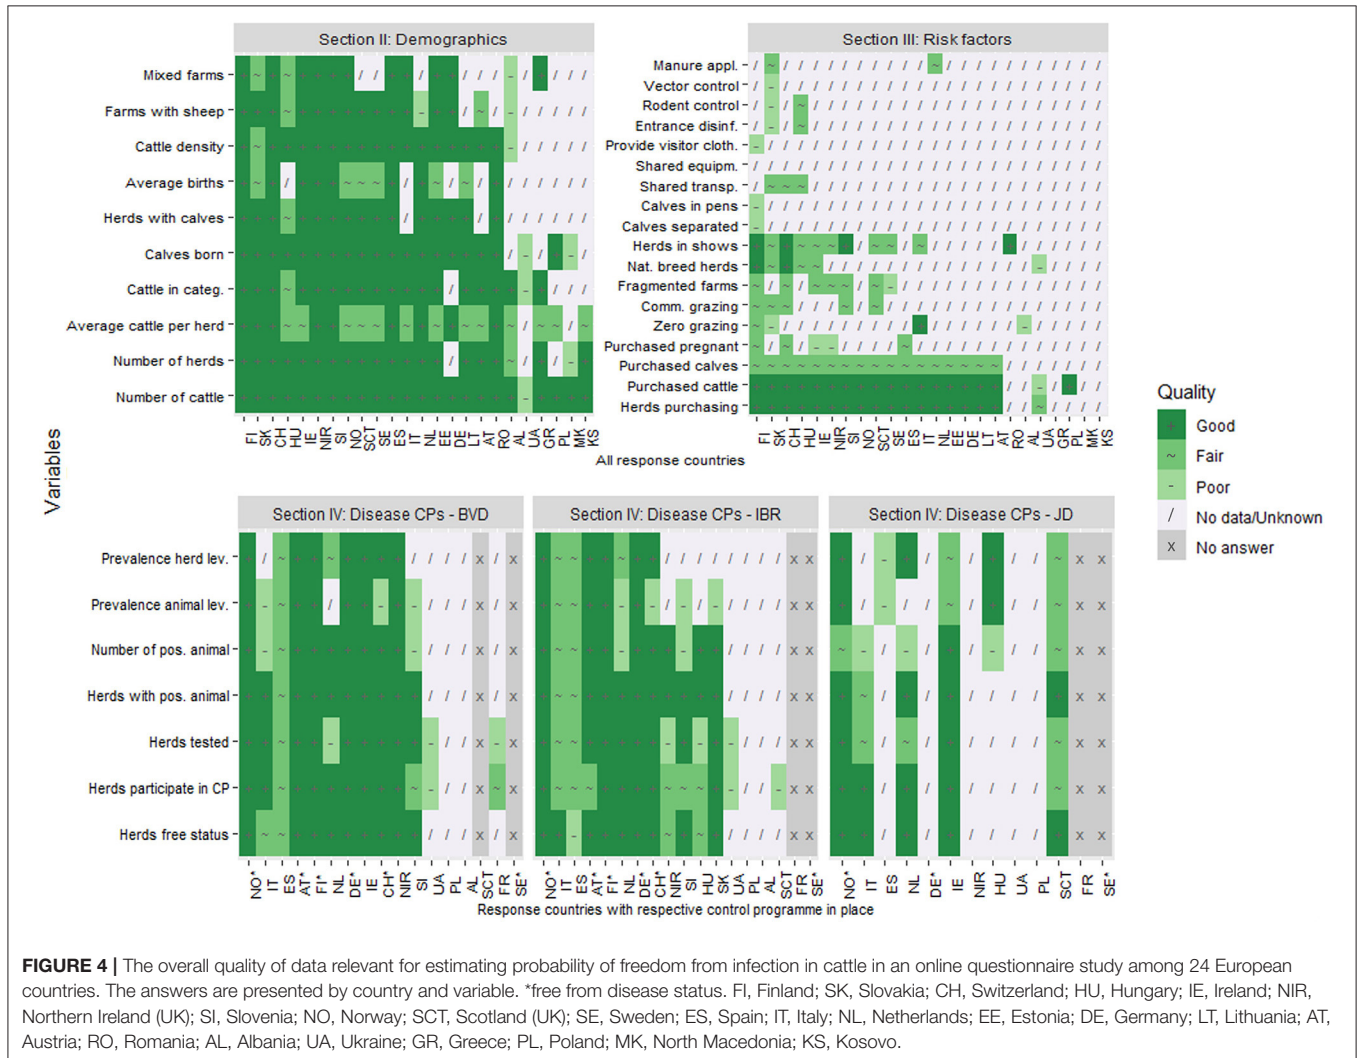 Section II: Demographics
Section III: Risk factors
Mixed farms
Farms with sheep
Cattle density
Average births
Herds with calves
Calves born
Cattle in categ.
Average cattle per herd
Number of herds
Number of cattle
Manure appl.
Vector control
Rodent control
Entrance disinf.
Provide visitor cloth.
Shared equipm.
Shared transp.
Calves in pens
Calves separated
Herds in shows
Nat. breed herds
Fragmented farms
Comm. grazing
Zero grazing
Purchased pregnant
Purchased calves
Purchased cattle
Herds purchasing
FI SK CH HU IE NIR SI NO SCT SE ES IT NL EE DE LT AT RO AL UA GR PL MK KS
FI SK CH HU IE NIR SI NO SCT SE ES IT NL EE DE LT AT RO AL UA GR PL MK KS
All response countries
Variables
Quality
+ Good
~ Fair
- Poor
/ No data/Unknown
x No answer
Section IV: Disease CPs - BVD
Section IV: Disease CPs - IBR
Section IV: Disease CPs - JD
Prevalence herd lev.
Prevalence animal lev.
Number of pos. animal
Herds with pos. animal
Herds tested
Herds participate in CP
Herds free status
NO* IT ES AT* FI* NL DE* IE CH* NIR SI UA PL AL SCT FR SE*
NO* IT ES AT* FI* NL DE* CH* NIR SI HU SK UA PL AL SCT FR SE*
NO* IT ES NL DE* IE NIR HU UA PL SCT FR SE*
Response countries with respective control programme in place
FIGURE 4 | The overall quality of data relevant for estimating probability of freedom from infection in cattle in an online questionnaire study among 24 European
countries. The answers are presented by country and variable. *free from disease status. FI, Finland; SK, Slovakia; CH, Switzerland; HU, Hungary; IE, Ireland; NIR,
Northern Ireland (UK); SI, Slovenia; NO, Norway; SCT, Scotland (UK); SE, Sweden; ES, Spain; IT, Italy; NL, Netherlands; EE, Estonia; DE, Germany; LT, Lithuania; AT,
Austria; RO, Romania; AL, Albania; UA, Ukraine; GR, Greece; PL, Poland; MK, North Macedonia; KS, Kosovo.